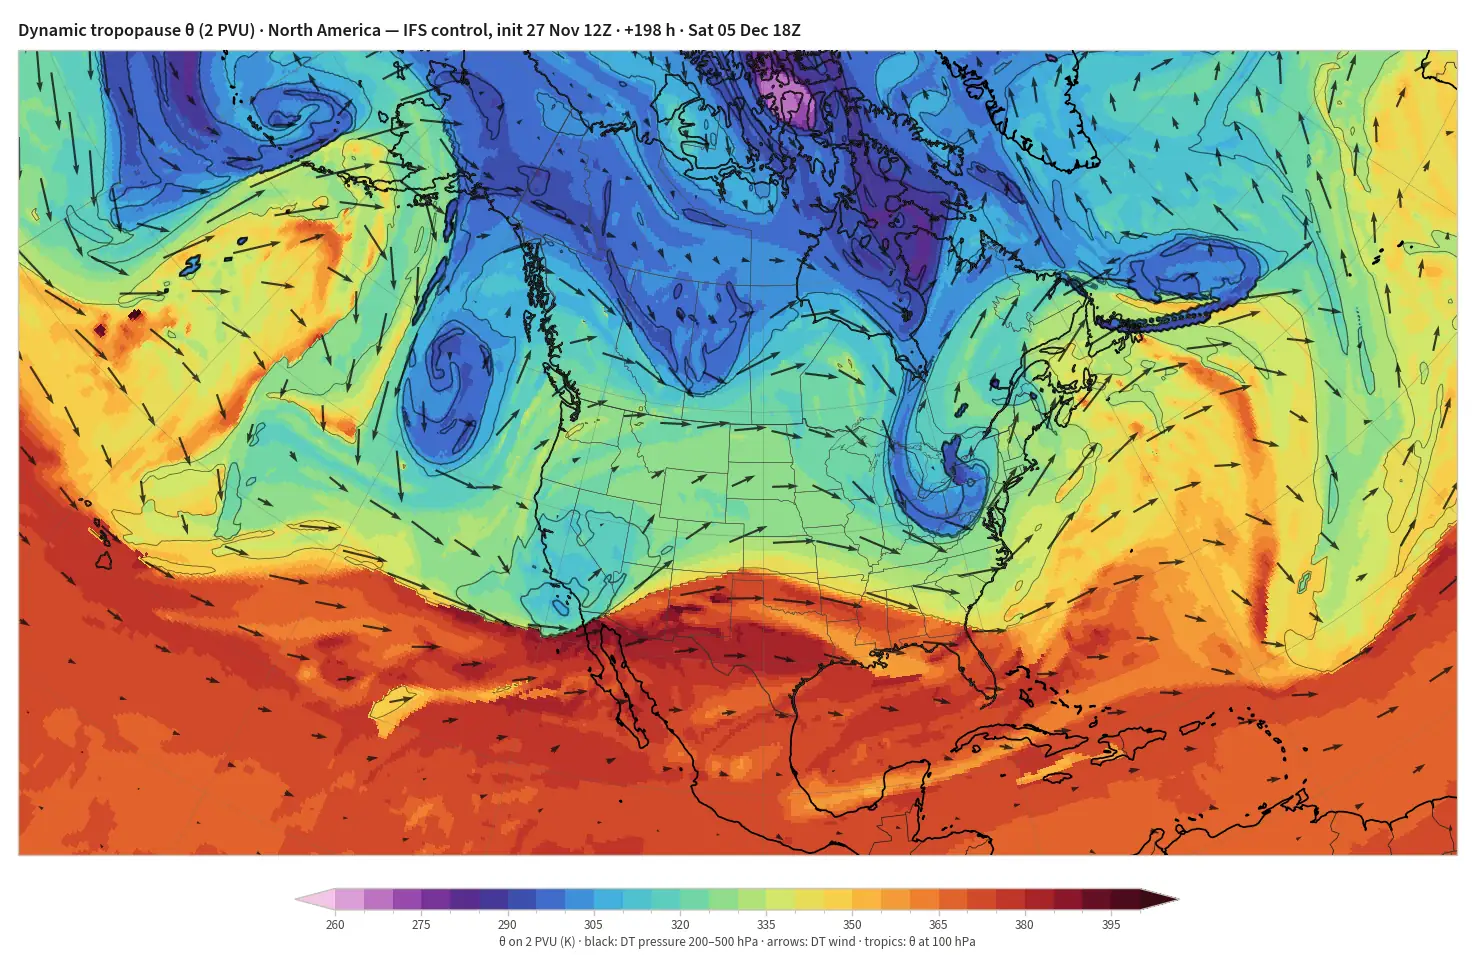 Dynamic tropopause θ (2 PVU) · North America — IFS control, init 27 Nov 12Z · +198 h · Sat 05 Dec 18Z
260 275 290 305 320 335 350 365 380 395
θ on 2 PVU (K) · black: DT pressure 200–500 hPa · arrows: DT wind · tropics: θ at 100 hPa